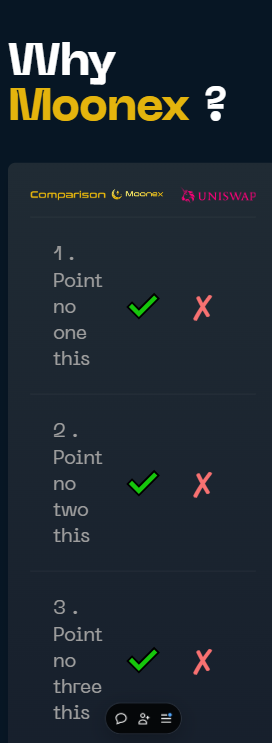 Why
Moonex ?
Comparison Moonex UNISWAP
1 .
Point
no
one
this
2 .
Point
no
two
this
3 .
Point
no
three
this